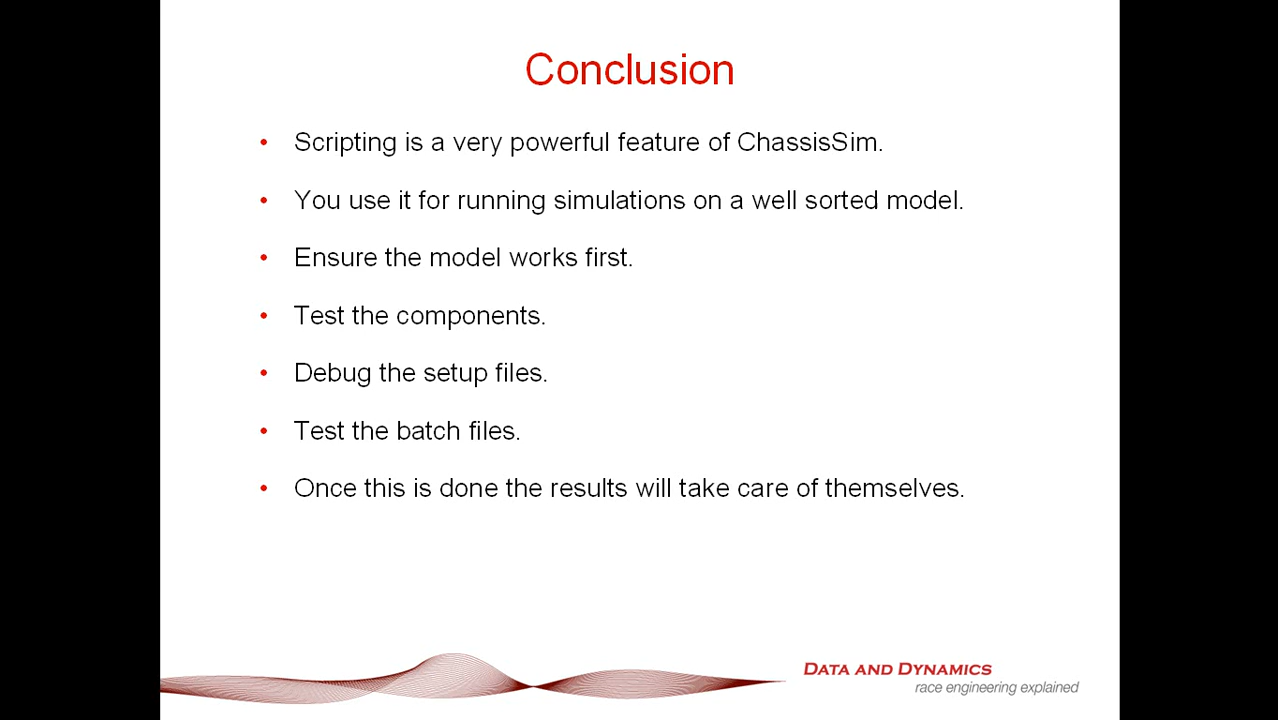 Conclusion
• Scripting is a very powerful feature of ChassisSim.
• You use it for running simulations on a well sorted model.
• Ensure the model works first.
• Test the components.
• Debug the setup files.
• Test the batch files.
• Once this is done the results will take care of themselves.
DATA AND DYNAMICS
race engineering explained